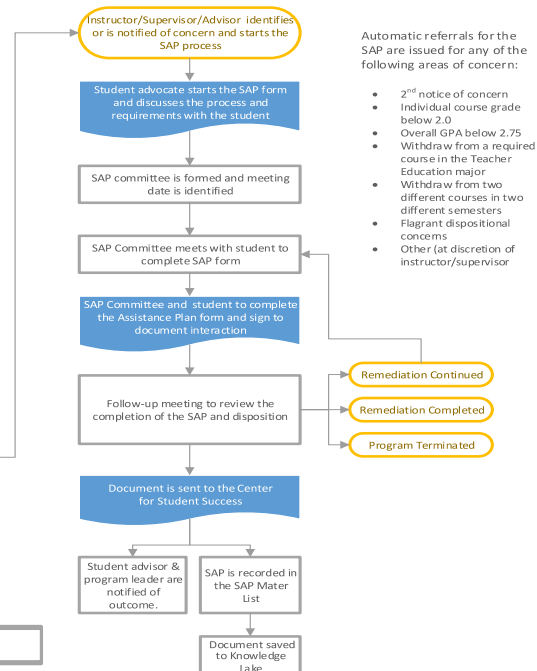 Instructor/Supervisor/Advisor identifies
or is notified of concern and starts the
SAP process
Student advocate starts the SAP form
and discusses the process and
requirements with the student
SAP committee is formed and meeting
date is identified
SAP Committee meets with student to
complete SAP form
SAP Committee and student to complete
the Assistance Plan form and sign to
document interaction
Follow-up meeting to review the
completion of the SAP and disposition
Remediation Continued
Remediation Completed
Program Terminated
Document is sent to the Center
for Student Success
Student advisor &
program leader are
notified of
outcome.
SAP is recorded in
the SAP Mater
List
Document saved
to Knowledge
Lake
Automatic referrals for the
SAP are issued for any of the
following areas of concern:
• 2nd notice of concern
• Individual course grade
below 2.0
• Overall GPA below 2.75
• Withdraw from a required
course in the Teacher
Education major
• Withdraw from two
different courses in two
different semesters
• Flagrant dispositional
concerns
• Other (at discretion of
instructor/supervisor